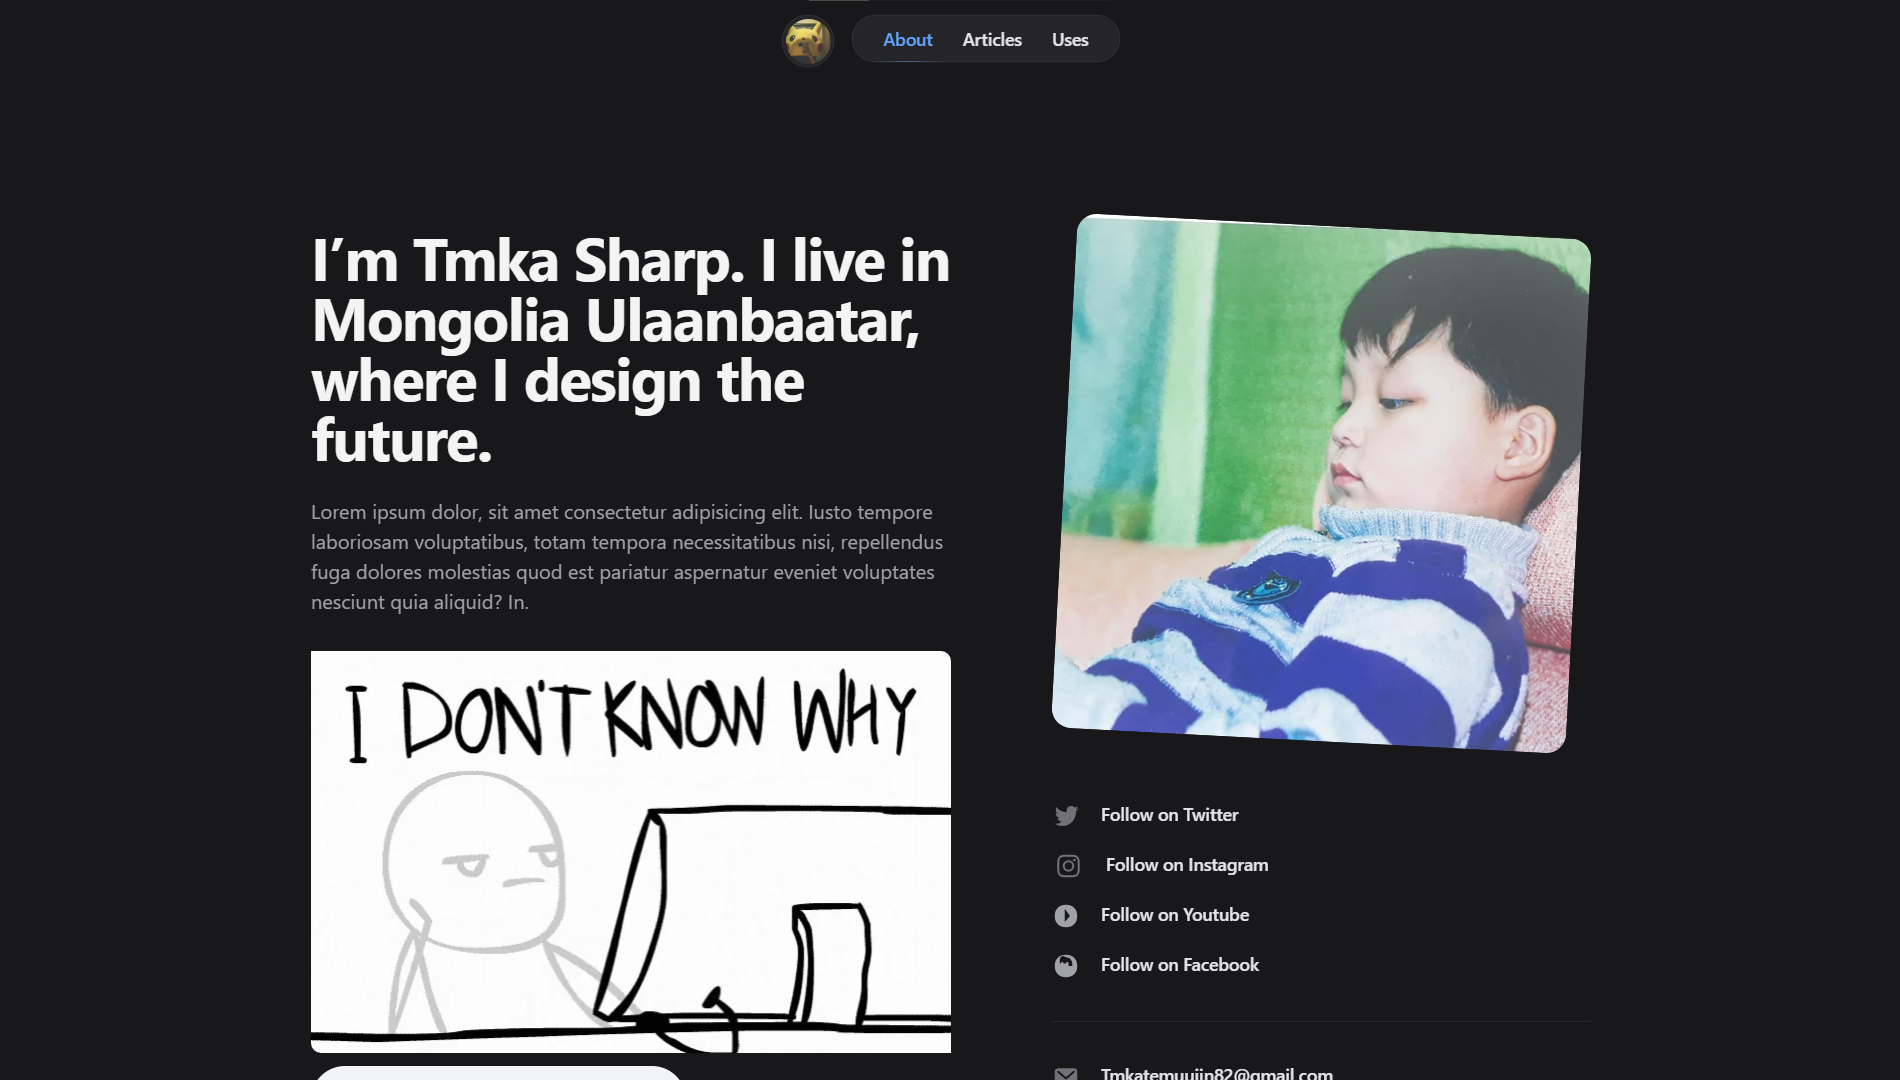 About Articles Uses
I’m Tmka Sharp. I live in
Mongolia Ulaanbaatar,
where I design the
future.
Lorem ipsum dolor, sit amet consectetur adipisicing elit. Iusto tempore
laboriosam voluptatibus, totam tempora necessitatibus nisi, repellendus
fuga dolores molestias quod est pariatur aspernatur eveniet voluptates
nesciunt quia aliquid? In.
I DON'T KNOW WHY
Follow on Twitter
Follow on Instagram
Follow on Youtube
Follow on Facebook
Tmkatemuujin82@gmail.com